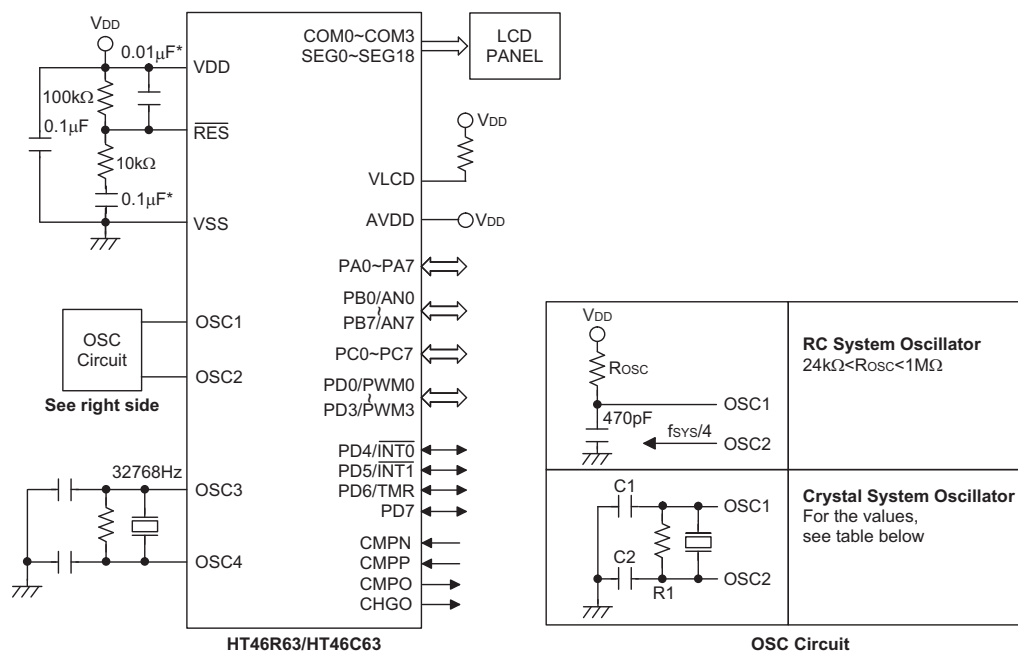 VDD
0.01μF*
VDD
100kΩ
0.1μF
RES
10kΩ
0.1μF*
VSS
OSC
Circuit
OSC1
OSC2
See right side
32768Hz
OSC3
OSC4
COM0~COM3
SEG0~SEG18
LCD
PANEL
VDD
VLCD
AVDD
VDD
PA0~PA7
PB0/AN0
~
PB7/AN7
PC0~PC7
PD0/PWM0
~
PD3/PWM3
PD4/INT0
PD5/INT1
PD6/TMR
PD7
CMPN
CMPP
CMPO
CHGO
HT46R63/HT46C63
VDD
ROSC
470pF
OSC1
fSYS/4
OSC2
RC System Oscillator
24kΩ<ROSC<1MΩ
C1
OSC1
C2
OSC2
R1
Crystal System Oscillator
For the values,
see table below
OSC Circuit